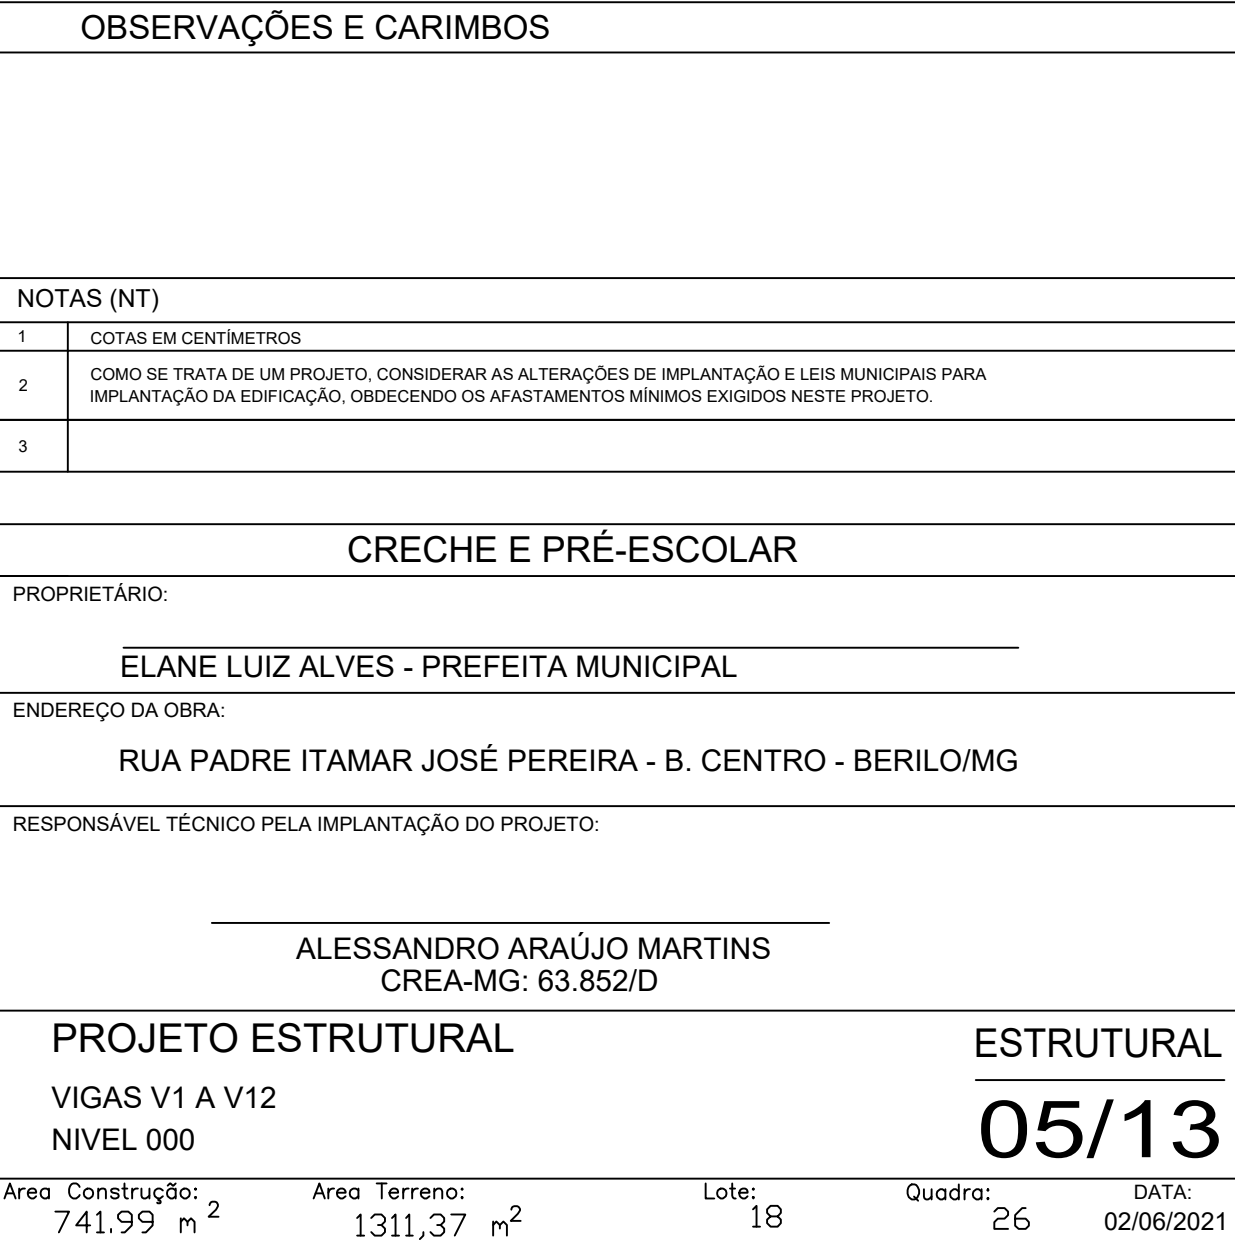 OBSERVAÇÕES E CARIMBOS
NOTAS (NT)
1 COTAS EM CENTÍMETROS
2 COMO SE TRATA DE UM PROJETO, CONSIDERAR AS ALTERAÇÕES DE IMPLANTAÇÃO E LEIS MUNICIPAIS PARA
IMPLANTAÇÃO DA EDIFICAÇÃO, OBDECENDO OS AFASTAMENTOS MÍNIMOS EXIGIDOS NESTE PROJETO.
3
CRECHE E PRÉ-ESCOLAR
PROPRIETÁRIO:
ELANE LUIZ ALVES - PREFEITA MUNICIPAL
ENDEREÇO DA OBRA:
RUA PADRE ITAMAR JOSÉ PEREIRA - B. CENTRO - BERILO/MG
RESPONSÁVEL TÉCNICO PELA IMPLANTAÇÃO DO PROJETO:
ALESSANDRO ARAÚJO MARTINS
CREA-MG: 63.852/D
PROJETO ESTRUTURAL
VIGAS V1 A V12
NIVEL 000
ESTRUTURAL
05/13
Area Construção:
741.99 m²
Area Terreno:
1311,37 m²
Lote:
18
Quadra:
26
DATA:
02/06/2021